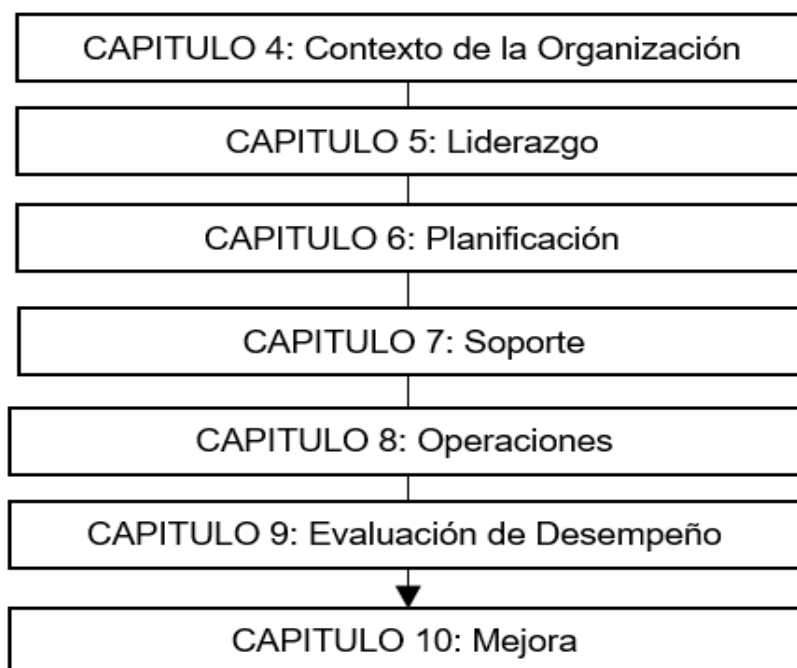 CAPITULO 4: Contexto de la Organización
CAPITULO 5: Liderazgo
CAPITULO 6: Planificación
CAPITULO 7: Soporte
CAPITULO 8: Operaciones
CAPITULO 9: Evaluación de Desempeño
CAPITULO 10: Mejora